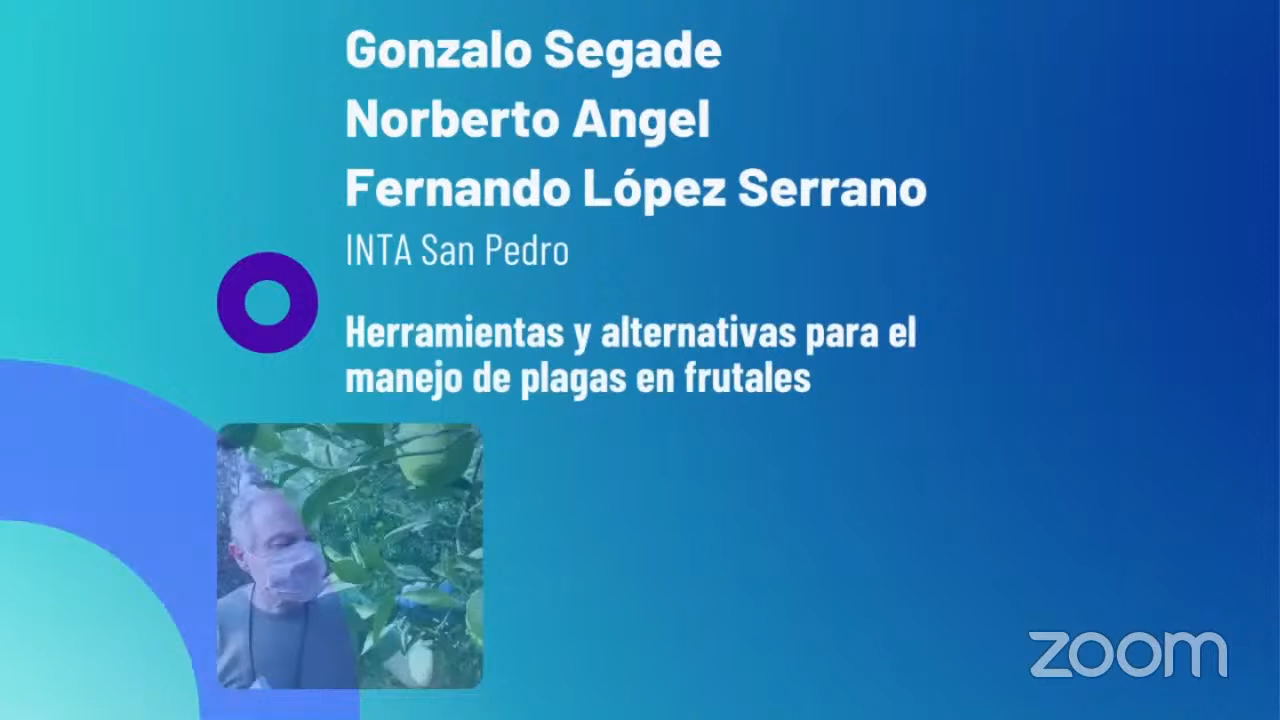 Gonzalo Segade
Norberto Angel
Fernando López Serrano
INTA San Pedro
Herramientas y alternativas para el
manejo de plagas en frutales
zoom